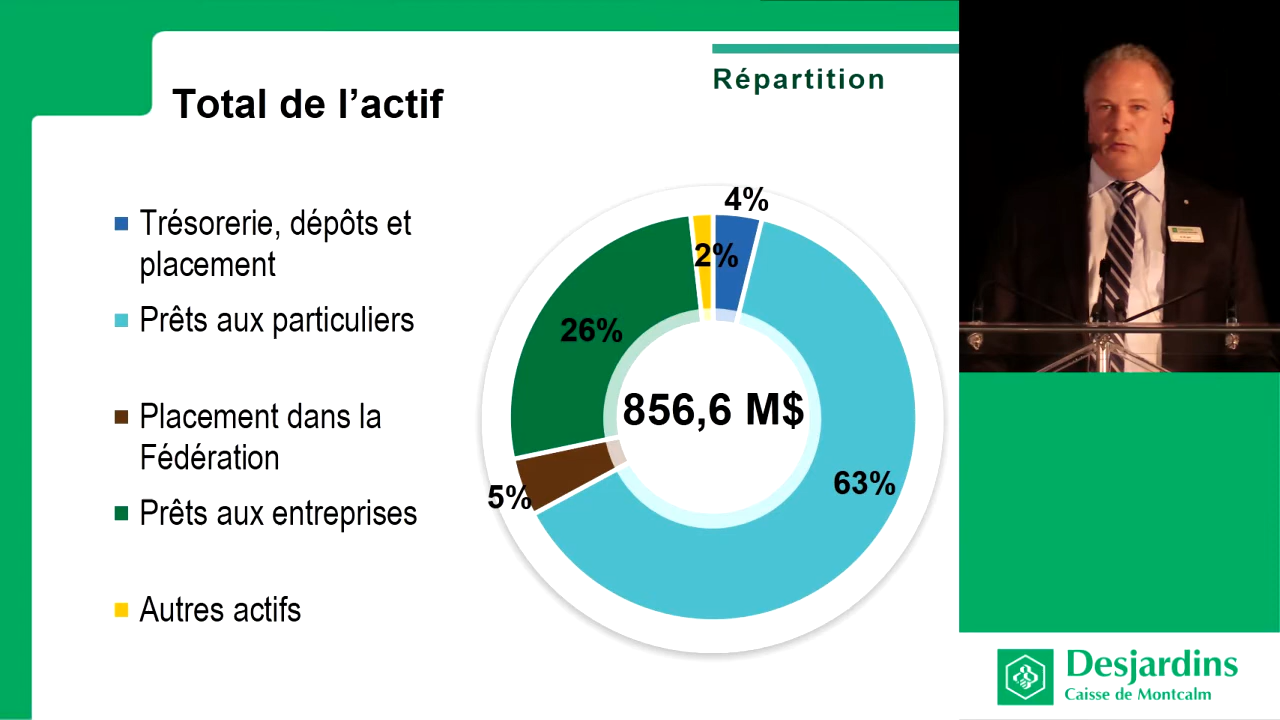 Répartition
Total de l’actif
Trésorerie, dépôts et
placement
Prêts aux particuliers
Placement dans la
Fédération
Prêts aux entreprises
Autres actifs
4%
2%
26%
856,6 M$
63%
5%
Desjardins
Caisse de Montcalm